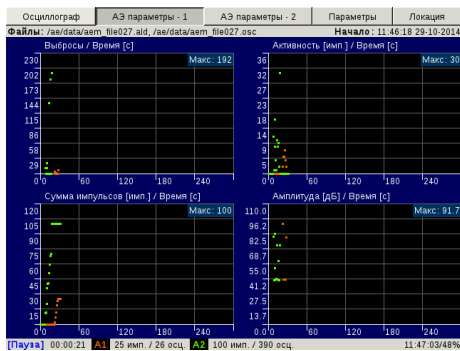 Осциллограф АЭ параметры - 1 АЭ параметры - 2 Параметры Локация
Файлы: /ae/data/aem_file027.ald, /ae/data/aem_file027.osc Начало: 11:46:18 29-10-2014
Выбросы / Время [с] Активность [имп.] / Время [с]
230 Макс: 192 36 Макс: 30
202 32
173 27
144 23
115 18
86 14
58 9
29 5
0 0 60 120 180 240 0 0 60 120 180 240
Сумма импульсов [имп.] / Время [с] Амплитуда [дБ] / Время [с]
120 Макс: 100 110.0 Макс: 91.7
105 96.2
90 82.5
75 68.7
60 55.0
45 41.2
30 27.5
15 13.7
0 0 60 120 180 240 0.0 0 60 120 180 240
[Пауза] 00:00:21 А1 25 имп. / 26 осц. А2 100 имп. / 390 осц. 11:47:03/48%